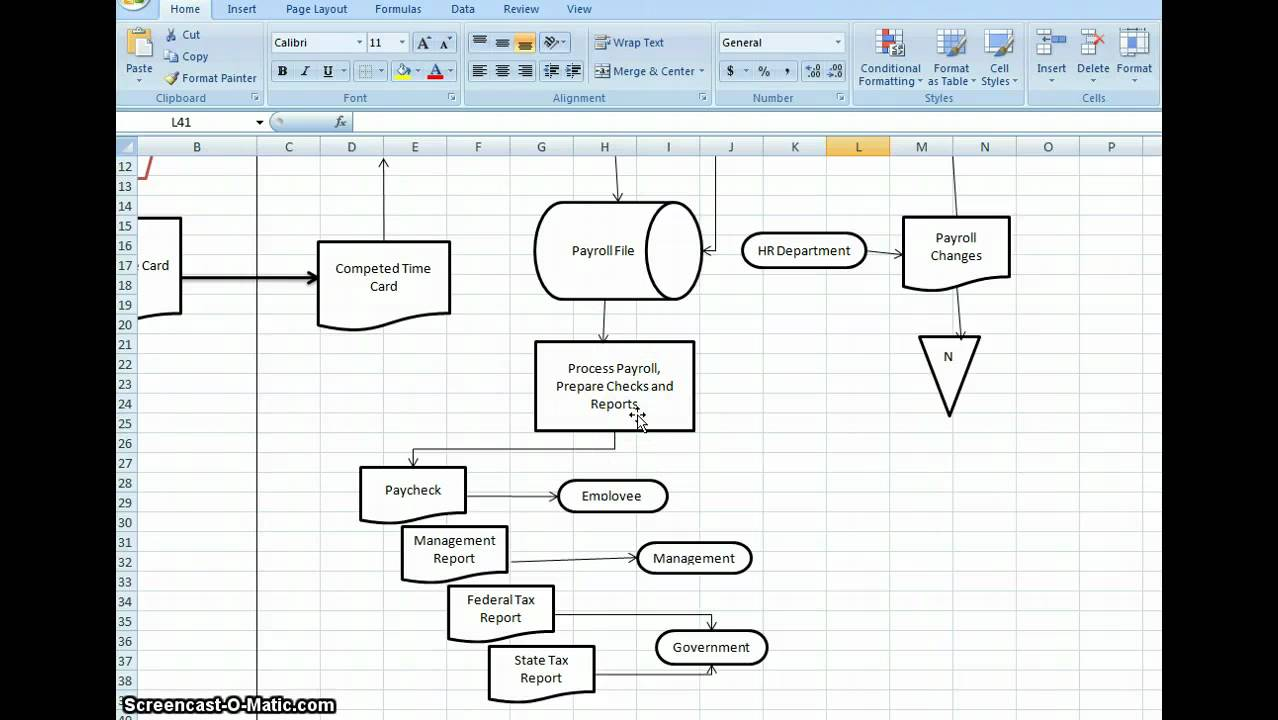 Home Insert Page Layout Formulas Data Review View
Cut
Copy
Format Painter
Paste
Clipboard
Calibri 11 A A
B I U A
Font
Wrap Text
Merge & Center
Alignment
General
$ % , .0 .00 .00 .0
Number
Conditional Formatting
Format as Table
Cell Styles
Styles
Insert Delete Format
Cells
L41 fx
B C D E F G H I J K L M N O P
12
13
14
15
16
17
18
19
20
21
22
23
24
25
26
27
28
29
30
31
32
33
34
35
36
37
38
Card
Competed Time
Card
Payroll File
HR Department
Payroll
Changes
N
Process Payroll,
Prepare Checks and
Reports
Paycheck
Employee
Management
Report
Management
Federal Tax
Report
Government
State Tax
Report
Screencast-O-Matic.com